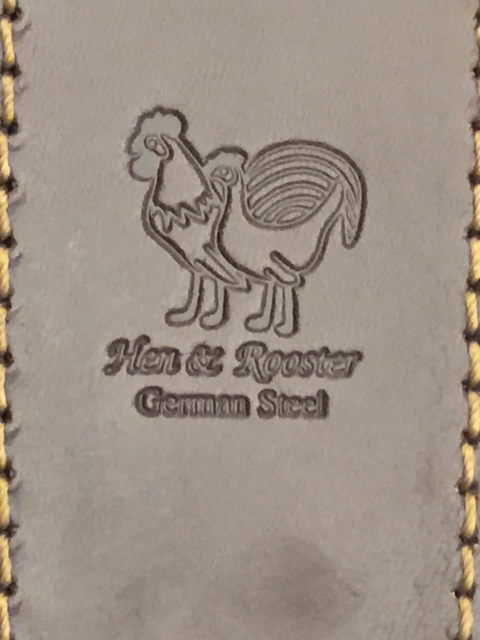 Hen & Rooster
German Steel